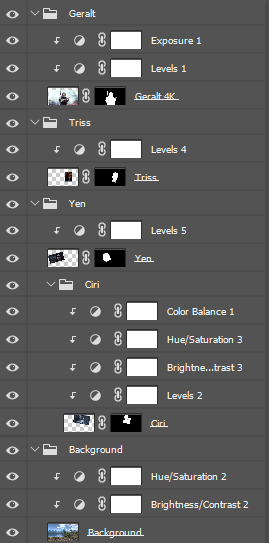 Geralt
Exposure 1
Levels 1
Geralt 4K
Triss
Levels 4
Triss
Yen
Levels 5
Yen
Ciri
Color Balance 1
Hue/Saturation 3
Brightne...trast 3
Levels 2
Ciri
Background
Hue/Saturation 2
Brightness/Contrast 2
Background